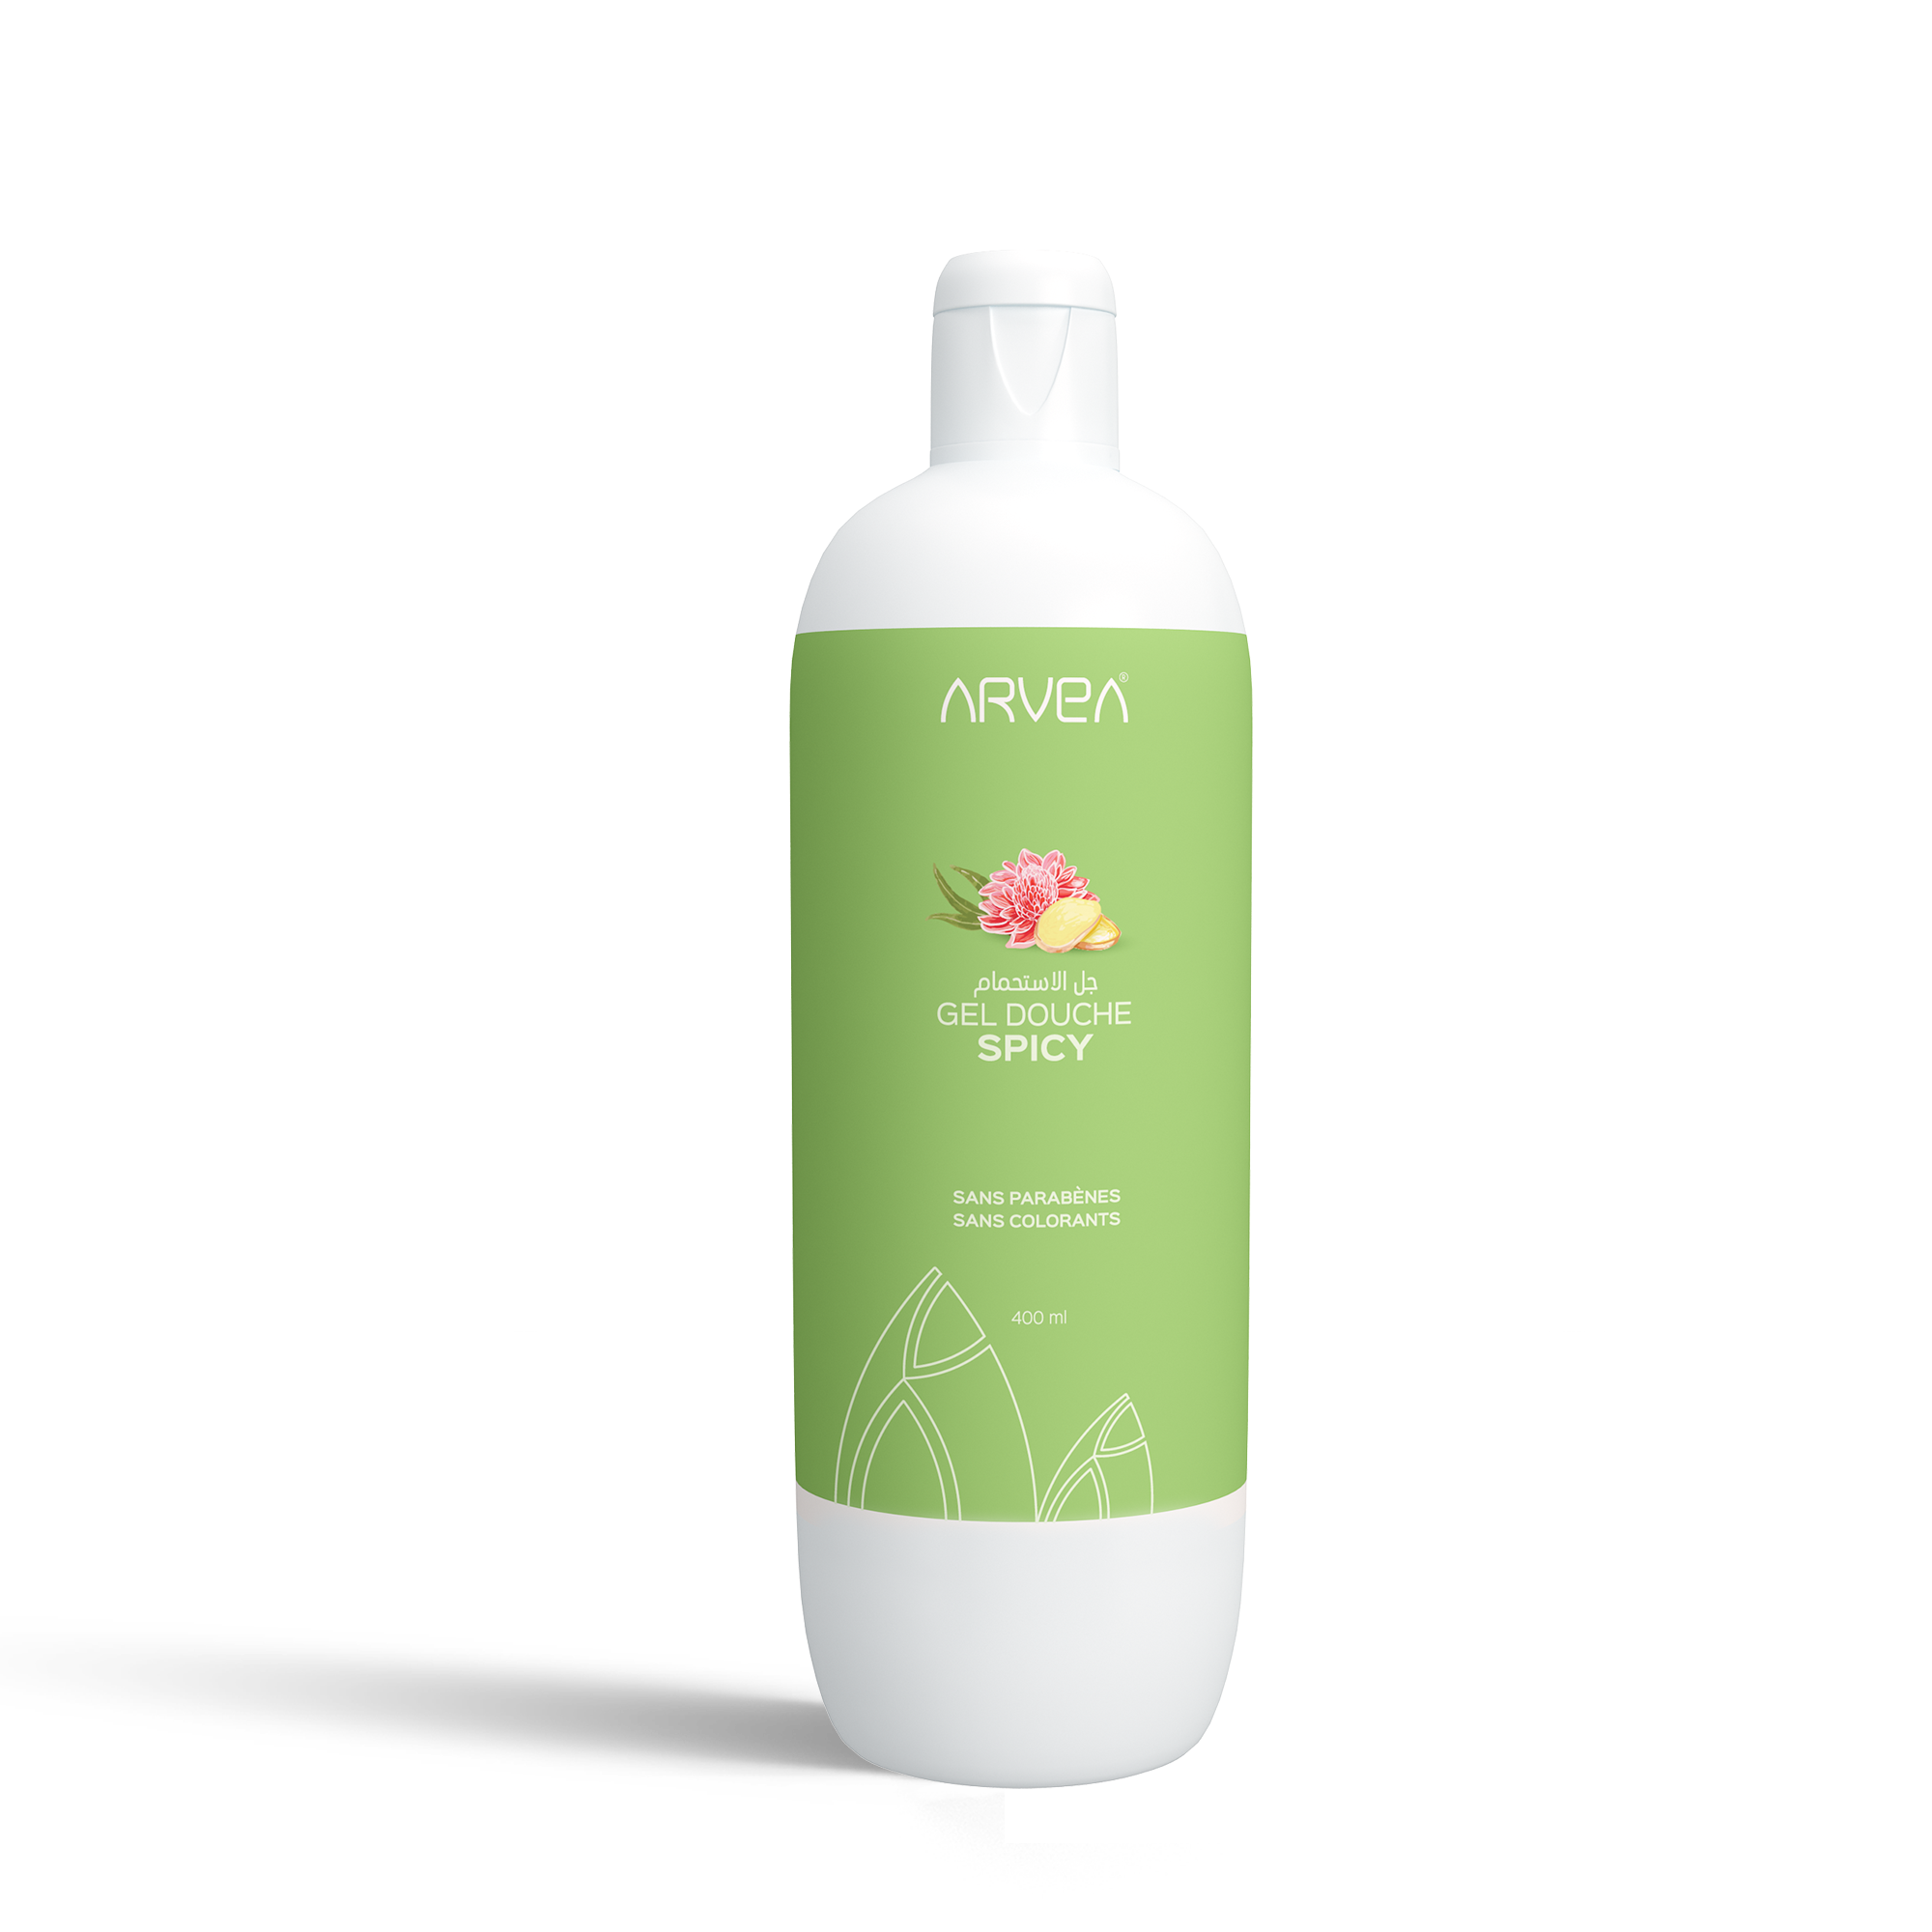 ARVEA®
جل الاستحمام
GEL DOUCHE
SPICY
SANS PARABÈNES
SANS COLORANTS
400 ml